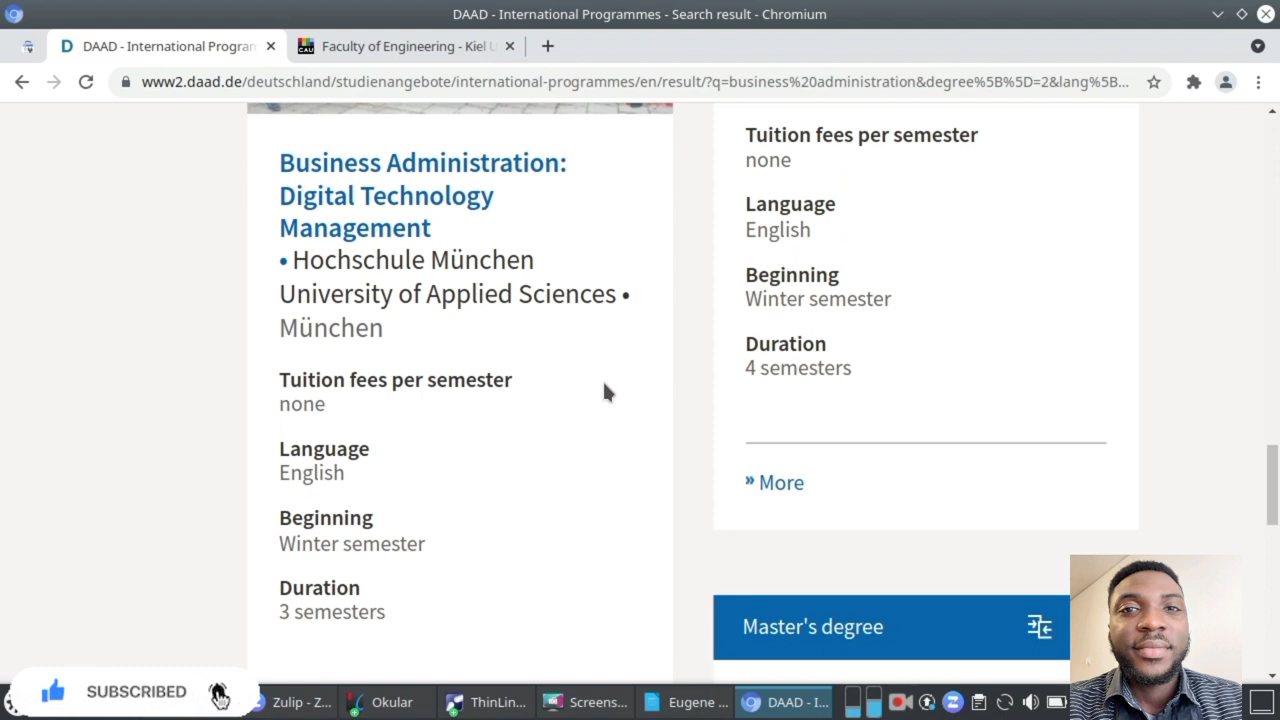 DAAD - International Programmes - Search result - Chromium
DAAD - International Program
Faculty of Engineering - Kiel U
www2.daad.de/deutschland/studienangebote/international-programmes/en/result/?q=business%20administration&degree%5B%5D=2&lang%5B...
Business Administration:
Digital Technology
Management
• Hochschule München
University of Applied Sciences •
München
Tuition fees per semester
none
Language
English
Beginning
Winter semester
Duration
3 semesters
Tuition fees per semester
none
Language
English
Beginning
Winter semester
Duration
4 semesters
» More
Master's degree
SUBSCRIBED
Zulip - Z...
Okular
ThinLin...
Screens...
Eugene ...
DAAD - I...